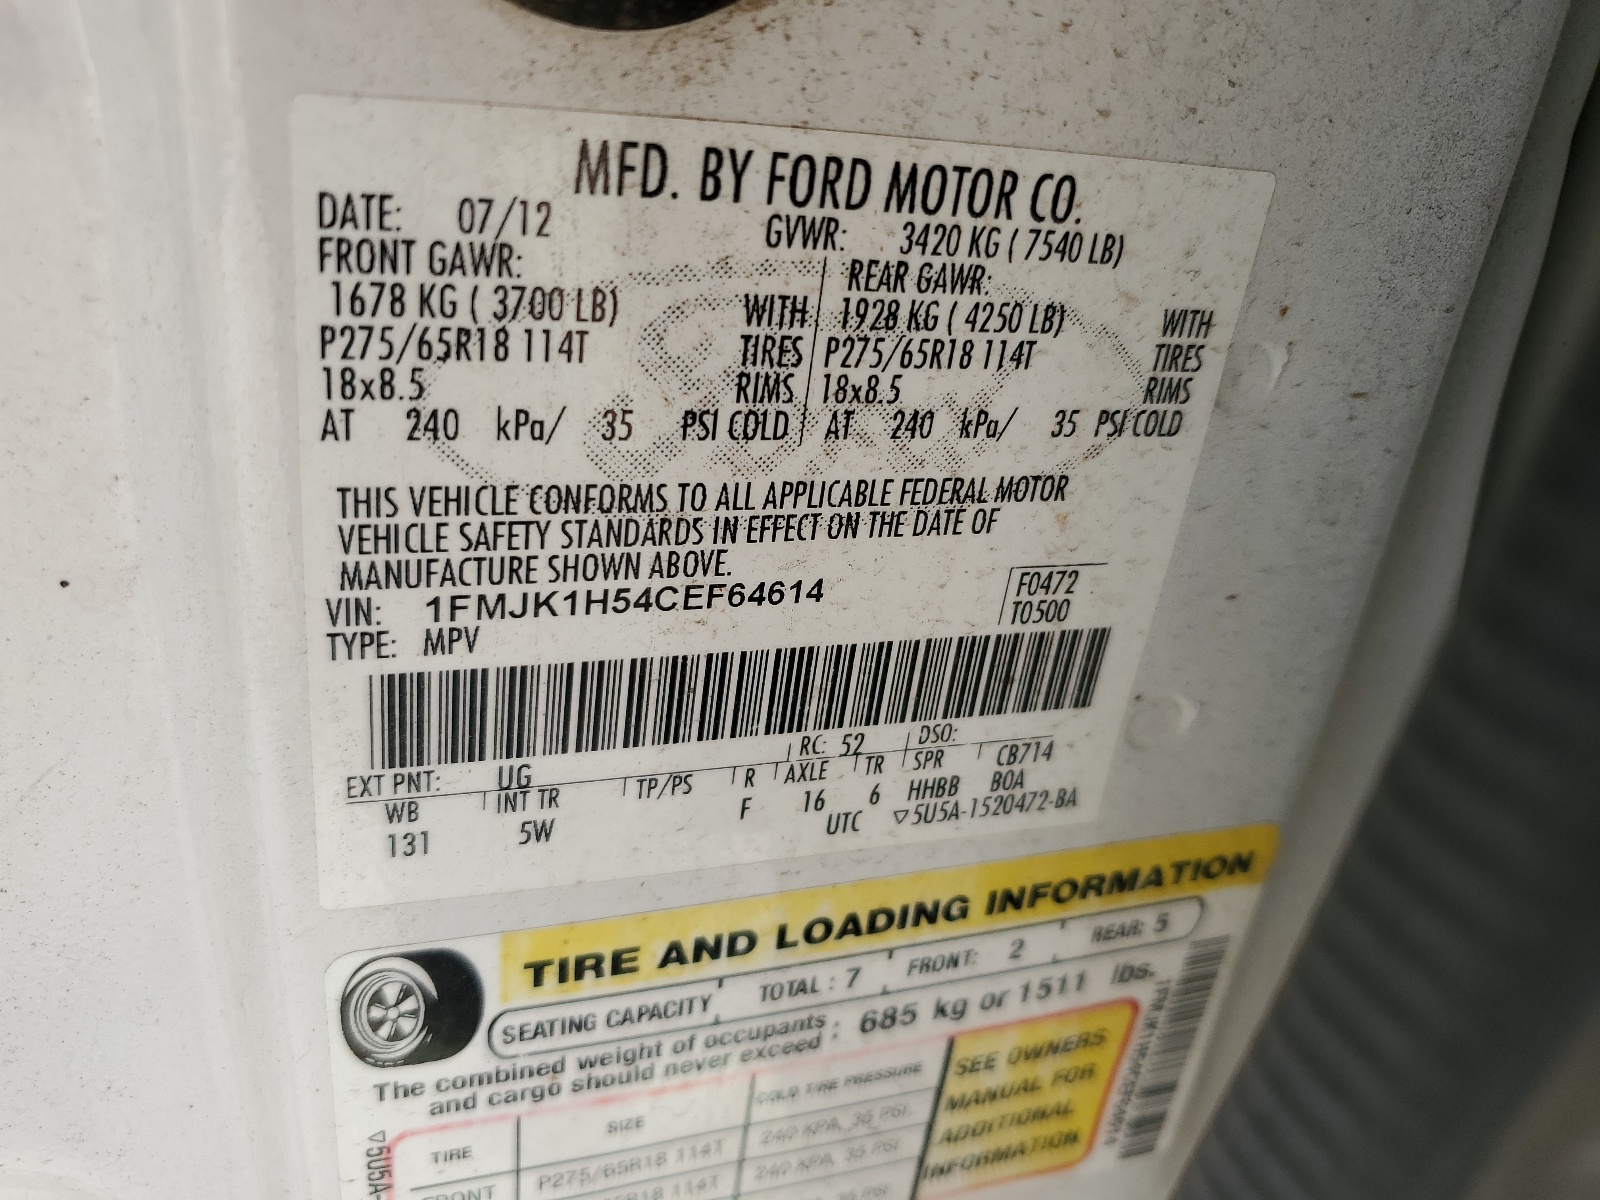 MFD. BY FORD MOTOR CO.
DATE: 07/12 GVWR: 3420 KG ( 7540 LB)
FRONT GAWR: REAR GAWR:
1678 KG ( 3700 LB) WITH 1928 KG ( 4250 LB) WITH
P275/65R18 114T TIRES P275/65R18 114T TIRES
18x8.5 RIMS 18x8.5 RIMS
AT 240 kPa/ 35 PSI COLD AT 240 kPa/ 35 PSI COLD
THIS VEHICLE CONFORMS TO ALL APPLICABLE FEDERAL MOTOR
VEHICLE SAFETY STANDARDS IN EFFECT ON THE DATE OF
MANUFACTURE SHOWN ABOVE.
VIN: 1FMJK1H54CEF64614 F0472
TYPE: MPV T0500
EXT PNT: UG RC: 52 DSO: CB714
WB INT TR TP/PS R AXLE TR SPR
131 5W F 16 6 HHBB BOA
UTC ▽5U5A-1520472-BA
TIRE AND LOADING INFORMATION
SEATING CAPACITY TOTAL : 7 FRONT: 2 REAR: 5
The combined weight of occupants : 685 kg or 1511 lbs.
and cargo should never exceed
TIRE SIZE COLD TIRE PRESSURE SEE OWNERS
MANUAL FOR
ADDITIONAL
INFORMATION
FRONT P275/65R18 114T 240 KPA, 35 PSI
▽5U5A-